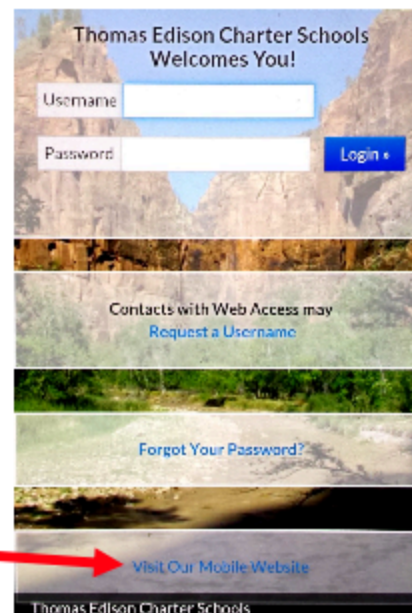 Thomas Edison Charter Schools
Welcomes You!
Username
Password
Login »
Contacts with Web Access may
Request a Username
Forgot Your Password?
Visit Our Mobile Website
Thomas Edison Charter Schools